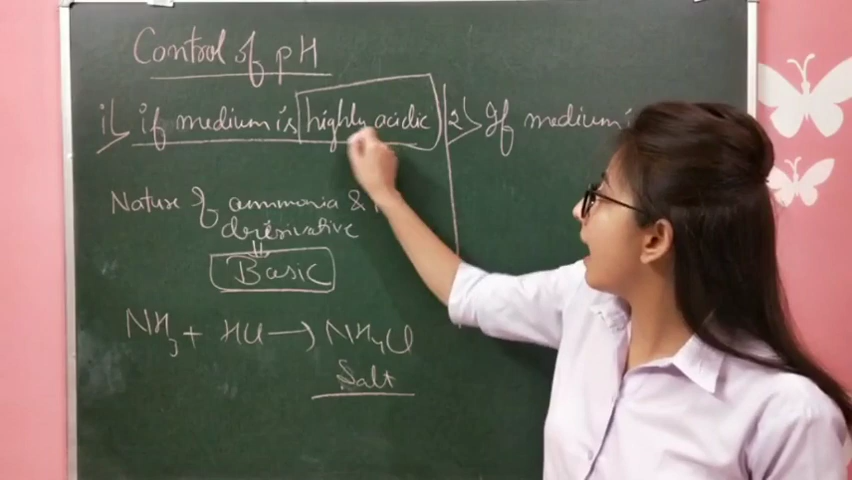 Control of pH
1) if medium is highly acidic
2) If medium
Nature of ammonia &
derisivative
Basic
NH3 + HCl → NH4Cl
Salt